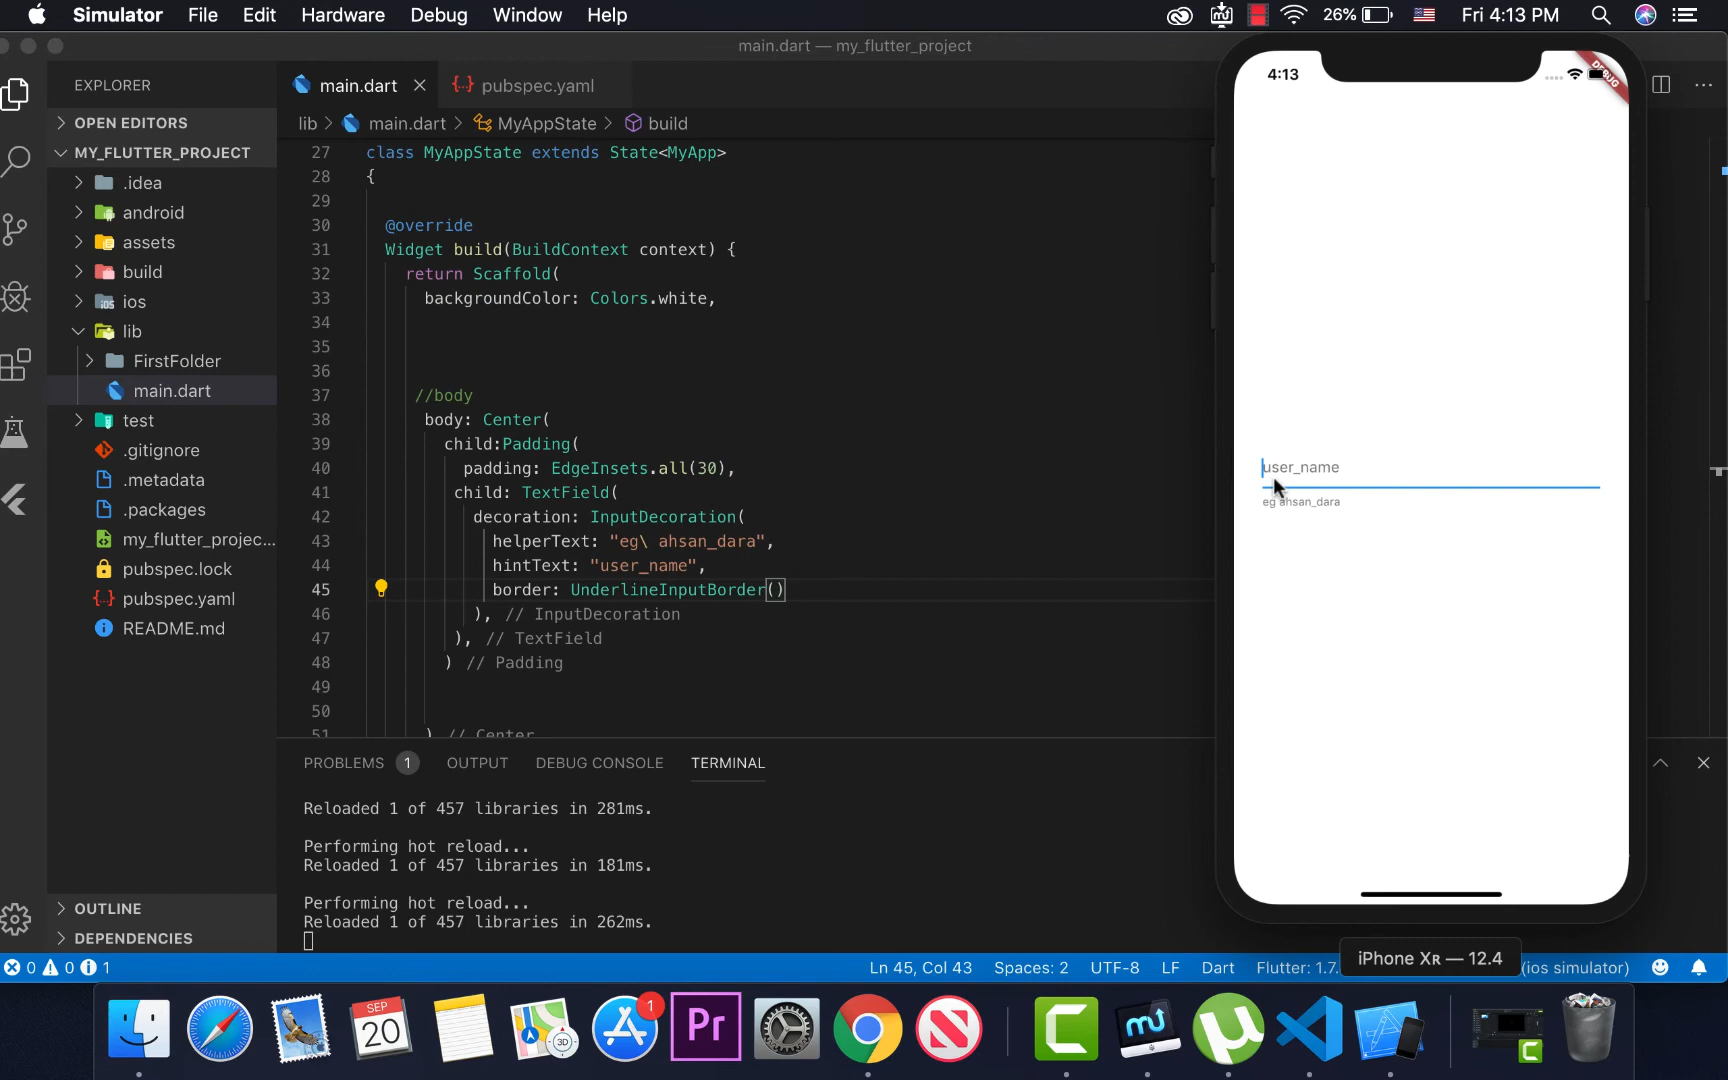 Simulator File Edit Hardware Debug Window Help
26% Fri 4:13 PM
main.dart — my_flutter_project
EXPLORER
OPEN EDITORS
MY_FLUTTER_PROJECT
.idea
android
assets
build
ios
lib
FirstFolder
main.dart
test
.gitignore
.metadata
.packages
my_flutter_projec...
pubspec.lock
pubspec.yaml
README.md
OUTLINE
DEPENDENCIES
main.dart pubspec.yaml
lib main.dart MyAppState build
27 class MyAppState extends State<MyApp>
28 {
29
30 @override
31 Widget build(BuildContext context) {
32 return Scaffold(
33 backgroundColor: Colors.white,
34
35
36
37 //body
38 body: Center(
39 child:Padding(
40 padding: EdgeInsets.all(30),
41 child: TextField(
42 decoration: InputDecoration(
43 helperText: "eg\ ahsan_dara",
44 hintText: "user_name",
45 border: UnderlineInputBorder()
46 ), // InputDecoration
47 ), // TextField
48 ) // Padding
49
50
51 ) // Center
PROBLEMS 1 OUTPUT DEBUG CONSOLE TERMINAL
Reloaded 1 of 457 libraries in 281ms.
Performing hot reload...
Reloaded 1 of 457 libraries in 181ms.
Performing hot reload...
Reloaded 1 of 457 libraries in 262ms.
4:13
DEBUG
user_name
eg ahsan_dara
iPhone XR — 12.4
0 0 1 Ln 45, Col 43 Spaces: 2 UTF-8 LF Dart Flutter: 1.7. (ios simulator)
SEP
20
3D
1
Pr